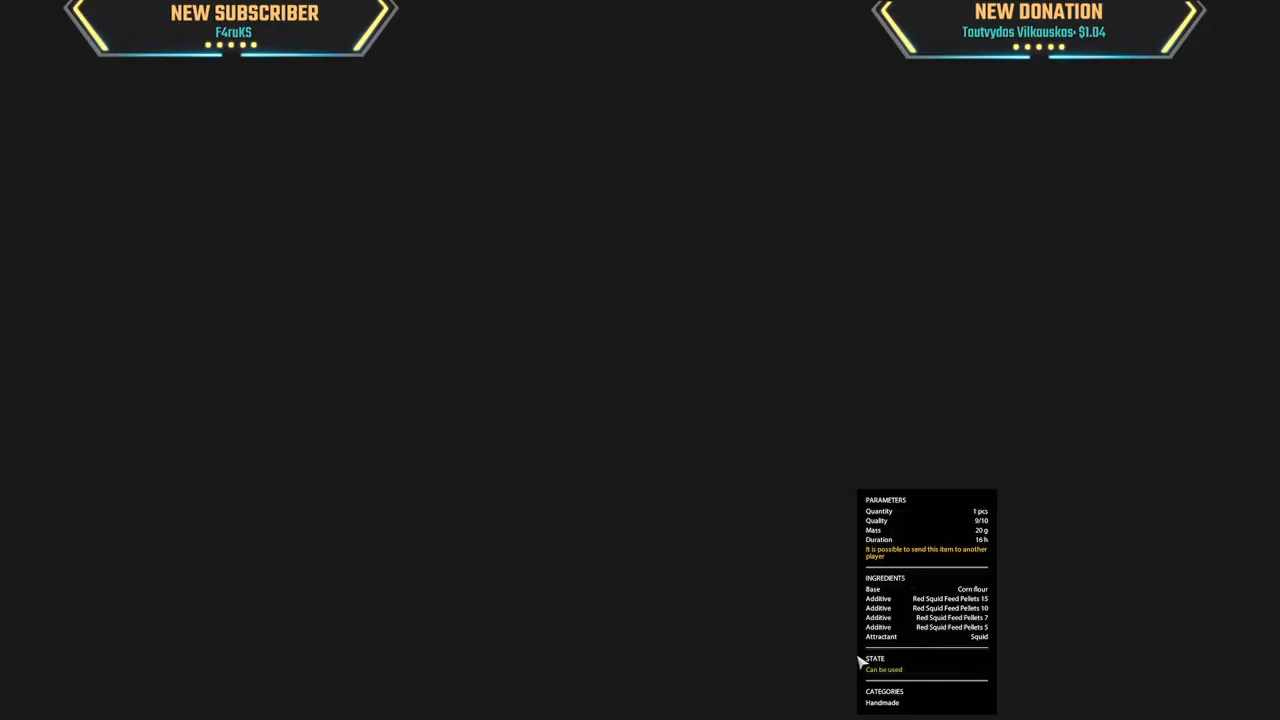 NEW SUBSCRIBER
F4ruKS
NEW DONATION
Tautvydas Vilkauskas• $1.04
PARAMETERS
Quantity 1 pcs
Quality 9/10
Mass 20 g
Duration 16 h
It is possible to send this item to another
player
INGREDIENTS
Base Corn flour
Additive Red Squid Feed Pellets 15
Additive Red Squid Feed Pellets 10
Additive Red Squid Feed Pellets 7
Additive Red Squid Feed Pellets 5
Attractant Squid
STATE
Can be used
CATEGORIES
Handmade